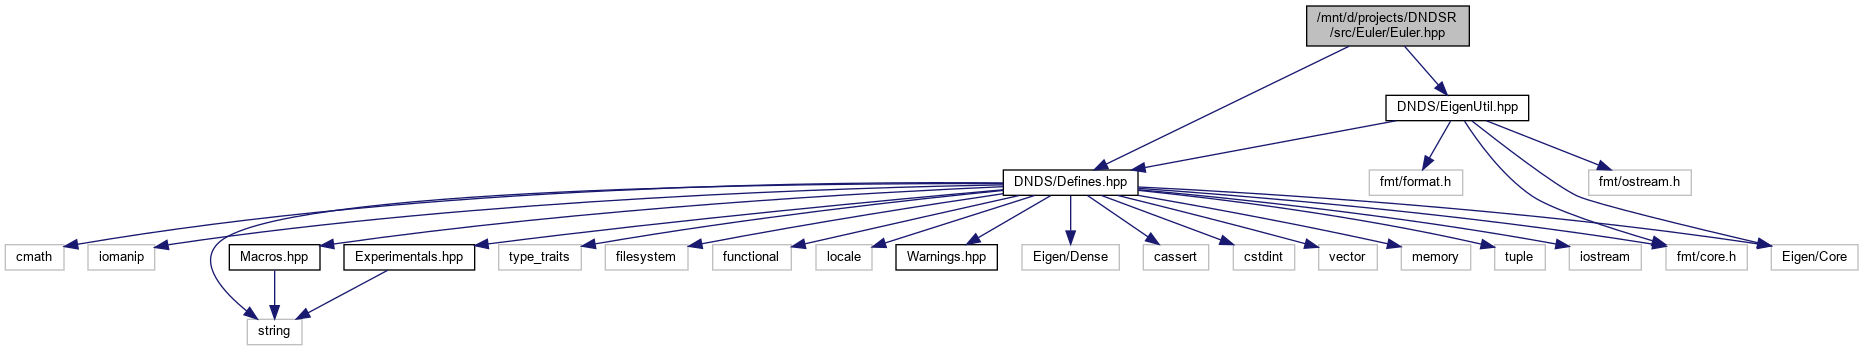 /mnt/d/projects/DNDSR
/src/Euler/Euler.hpp
DNDS/EigenUtil.hpp
DNDS/Defines.hpp
fmt/format.h
fmt/ostream.h
cmath
iomanip
Macros.hpp
Experimentals.hpp
type_traits
filesystem
functional
locale
Warnings.hpp
Eigen/Dense
cassert
cstdint
vector
memory
tuple
iostream
fmt/core.h
Eigen/Core
string